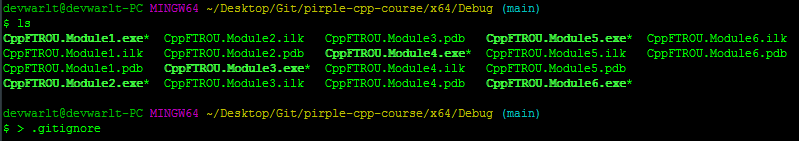 devwarlt@devwarlt-PC MINGW64 ~/Desktop/Git/pirple-cpp-course/x64/Debug (main)
$ ls
CppFTROU.Module1.exe* CppFTROU.Module2.ilk CppFTROU.Module3.pdb CppFTROU.Module5.exe* CppFTROU.Module6.ilk
CppFTROU.Module1.ilk CppFTROU.Module2.pdb CppFTROU.Module4.exe* CppFTROU.Module5.ilk CppFTROU.Module6.pdb
CppFTROU.Module1.pdb CppFTROU.Module3.exe* CppFTROU.Module4.ilk CppFTROU.Module5.pdb
CppFTROU.Module2.exe* CppFTROU.Module3.ilk CppFTROU.Module4.pdb CppFTROU.Module6.exe*
devwarlt@devwarlt-PC MINGW64 ~/Desktop/Git/pirple-cpp-course/x64/Debug (main)
$ > .gitignore